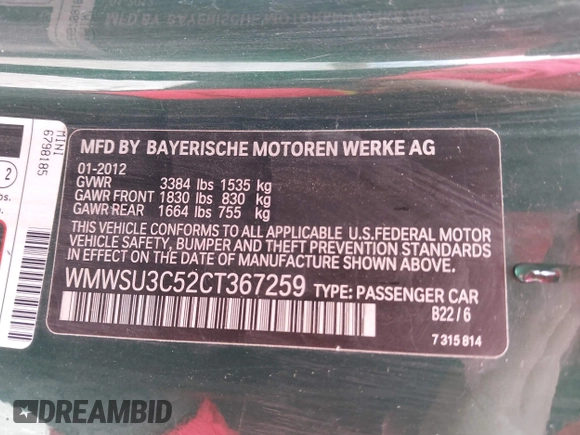 MFD BY BAYERISCHE MOTOREN WERKE AG
01-2012
GVWR 3384 lbs 1535 kg
GAWR FRONT 1830 lbs 830 kg
GAWR REAR 1664 lbs 755 kg
THIS VEHICLE CONFORMS TO ALL APPLICABLE U.S.FEDERAL MOTOR
VEHICLE SAFETY, BUMPER AND THEFT PREVENTION STANDARDS
IN EFFECT ON THE DATE OF MANUFACTURE SHOWN ABOVE.
WMWSU3C52CT367259 TYPE: PASSENGER CAR
B22 / 6
7 315 814
MINI
6798185
2
bs.
DREAMBID